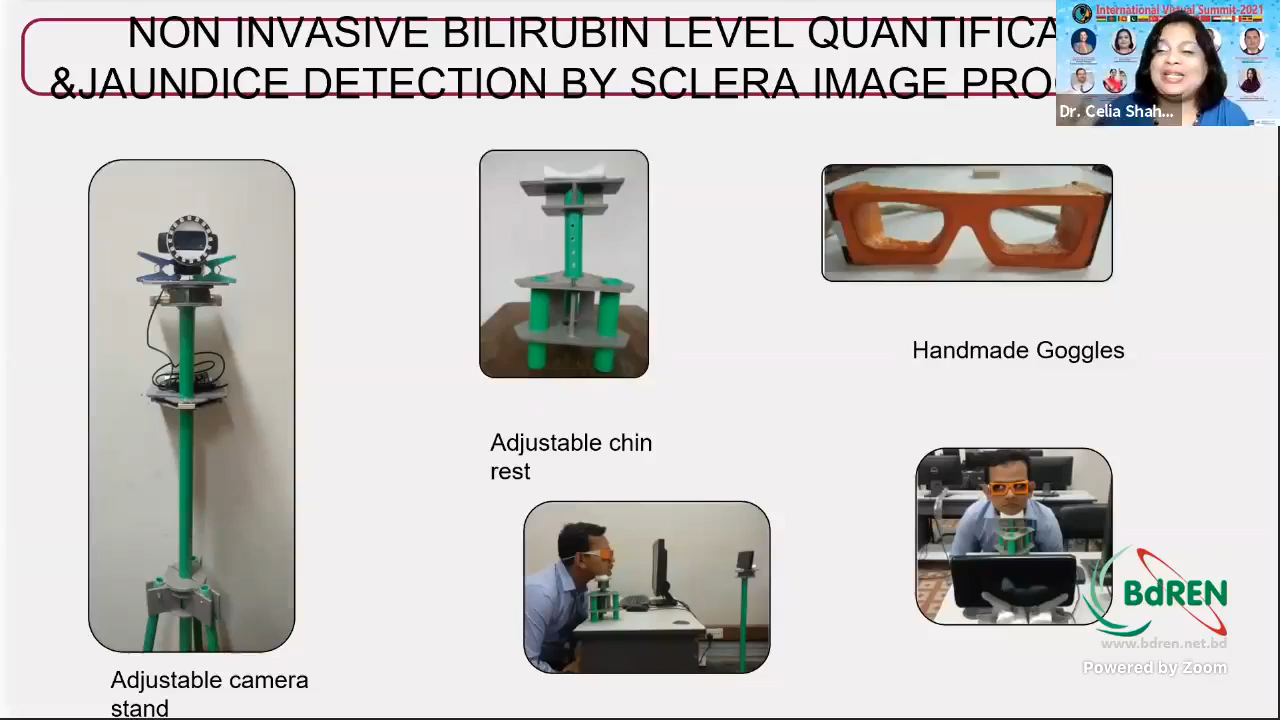 NON INVASIVE BILIRUBIN LEVEL QUANTIFICA
&JAUNDICE DETECTION BY SCLERA IMAGE PRO
International Virtual Summit-2021
Dr. Celia Shah...
Handmade Goggles
Adjustable chin
rest
Adjustable camera
stand
BdREN
www.bdren.net.bd
Powered by Zoom